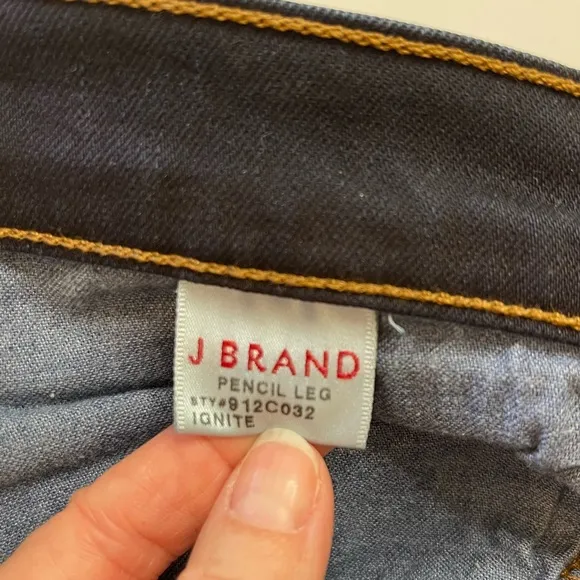 J BRAND
PENCIL LEG
STY#912C032
IGNITE